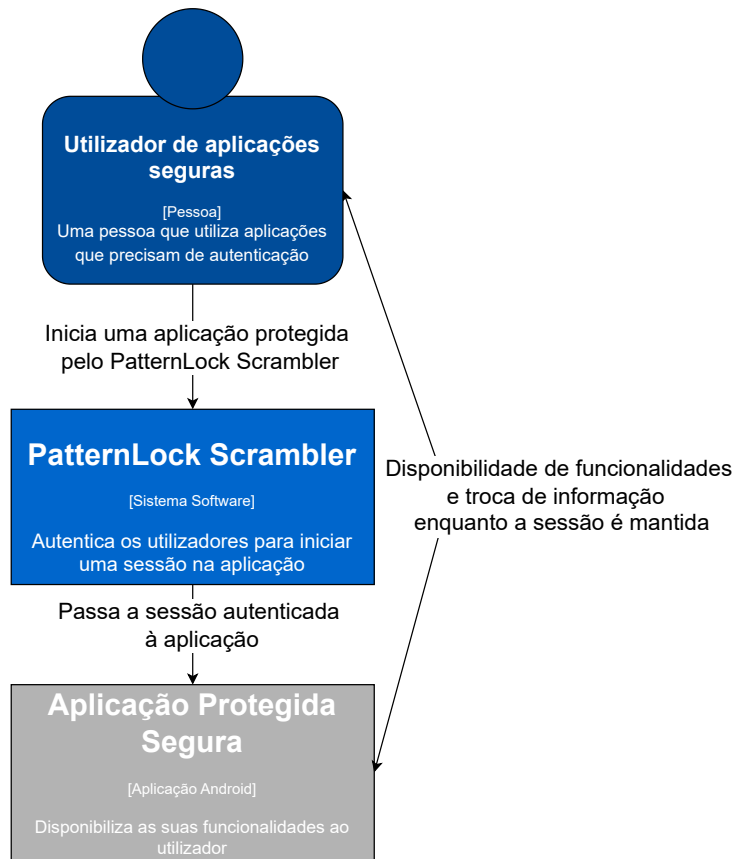 Utilizador de aplicações
seguras
[Pessoa]
Uma pessoa que utiliza aplicações
que precisam de autenticação
Inicia uma aplicação protegida
pelo PatternLock Scrambler
PatternLock Scrambler
[Sistema Software]
Autentica os utilizadores para iniciar
uma sessão na aplicação
Disponibilidade de funcionalidades
e troca de informação
enquanto a sessão é mantida
Passa a sessão autenticada
à aplicação
Aplicação Protegida
Segura
[Aplicação Android]
Disponibiliza as suas funcionalidades ao
utilizador